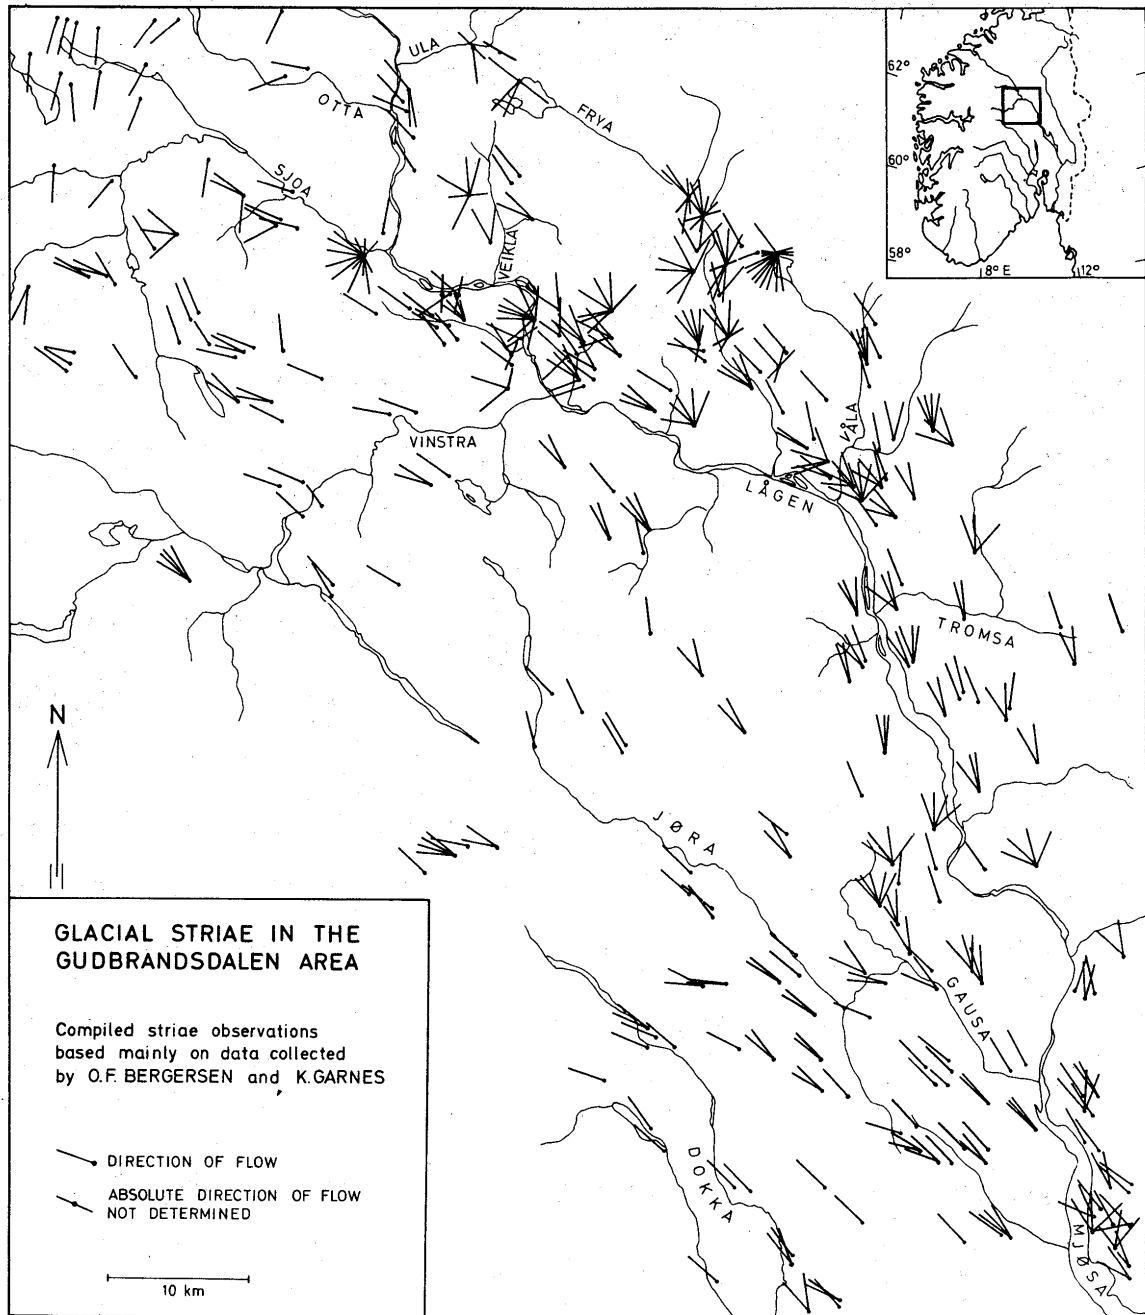 ULA
OTTA
FRYA
SJOA
VEIKLA
VINSTRA
VÅLA
LÅGEN
TROMSA
JØRA
GAUSA
DOKKA
MJØSA
62°
60°
58°
8° E
12°
N
GLACIAL STRIAE IN THE
GUDBRANDSDALEN AREA
Compiled striae observations
based mainly on data collected
by O.F. BERGERSEN and K. GARNES
DIRECTION OF FLOW
ABSOLUTE DIRECTION OF FLOW
NOT DETERMINED
10 km